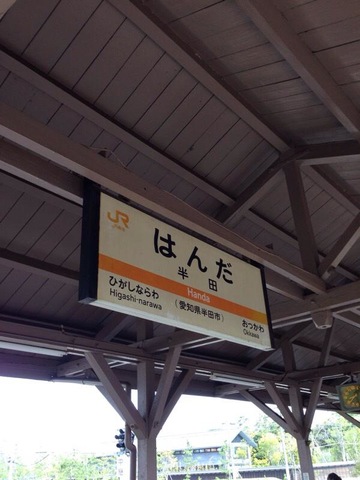 JR
はんだ
半田
Handa
(愛知県半田市)
ひがしならわ
Higashi-narawa
おっかわ
Okkawa